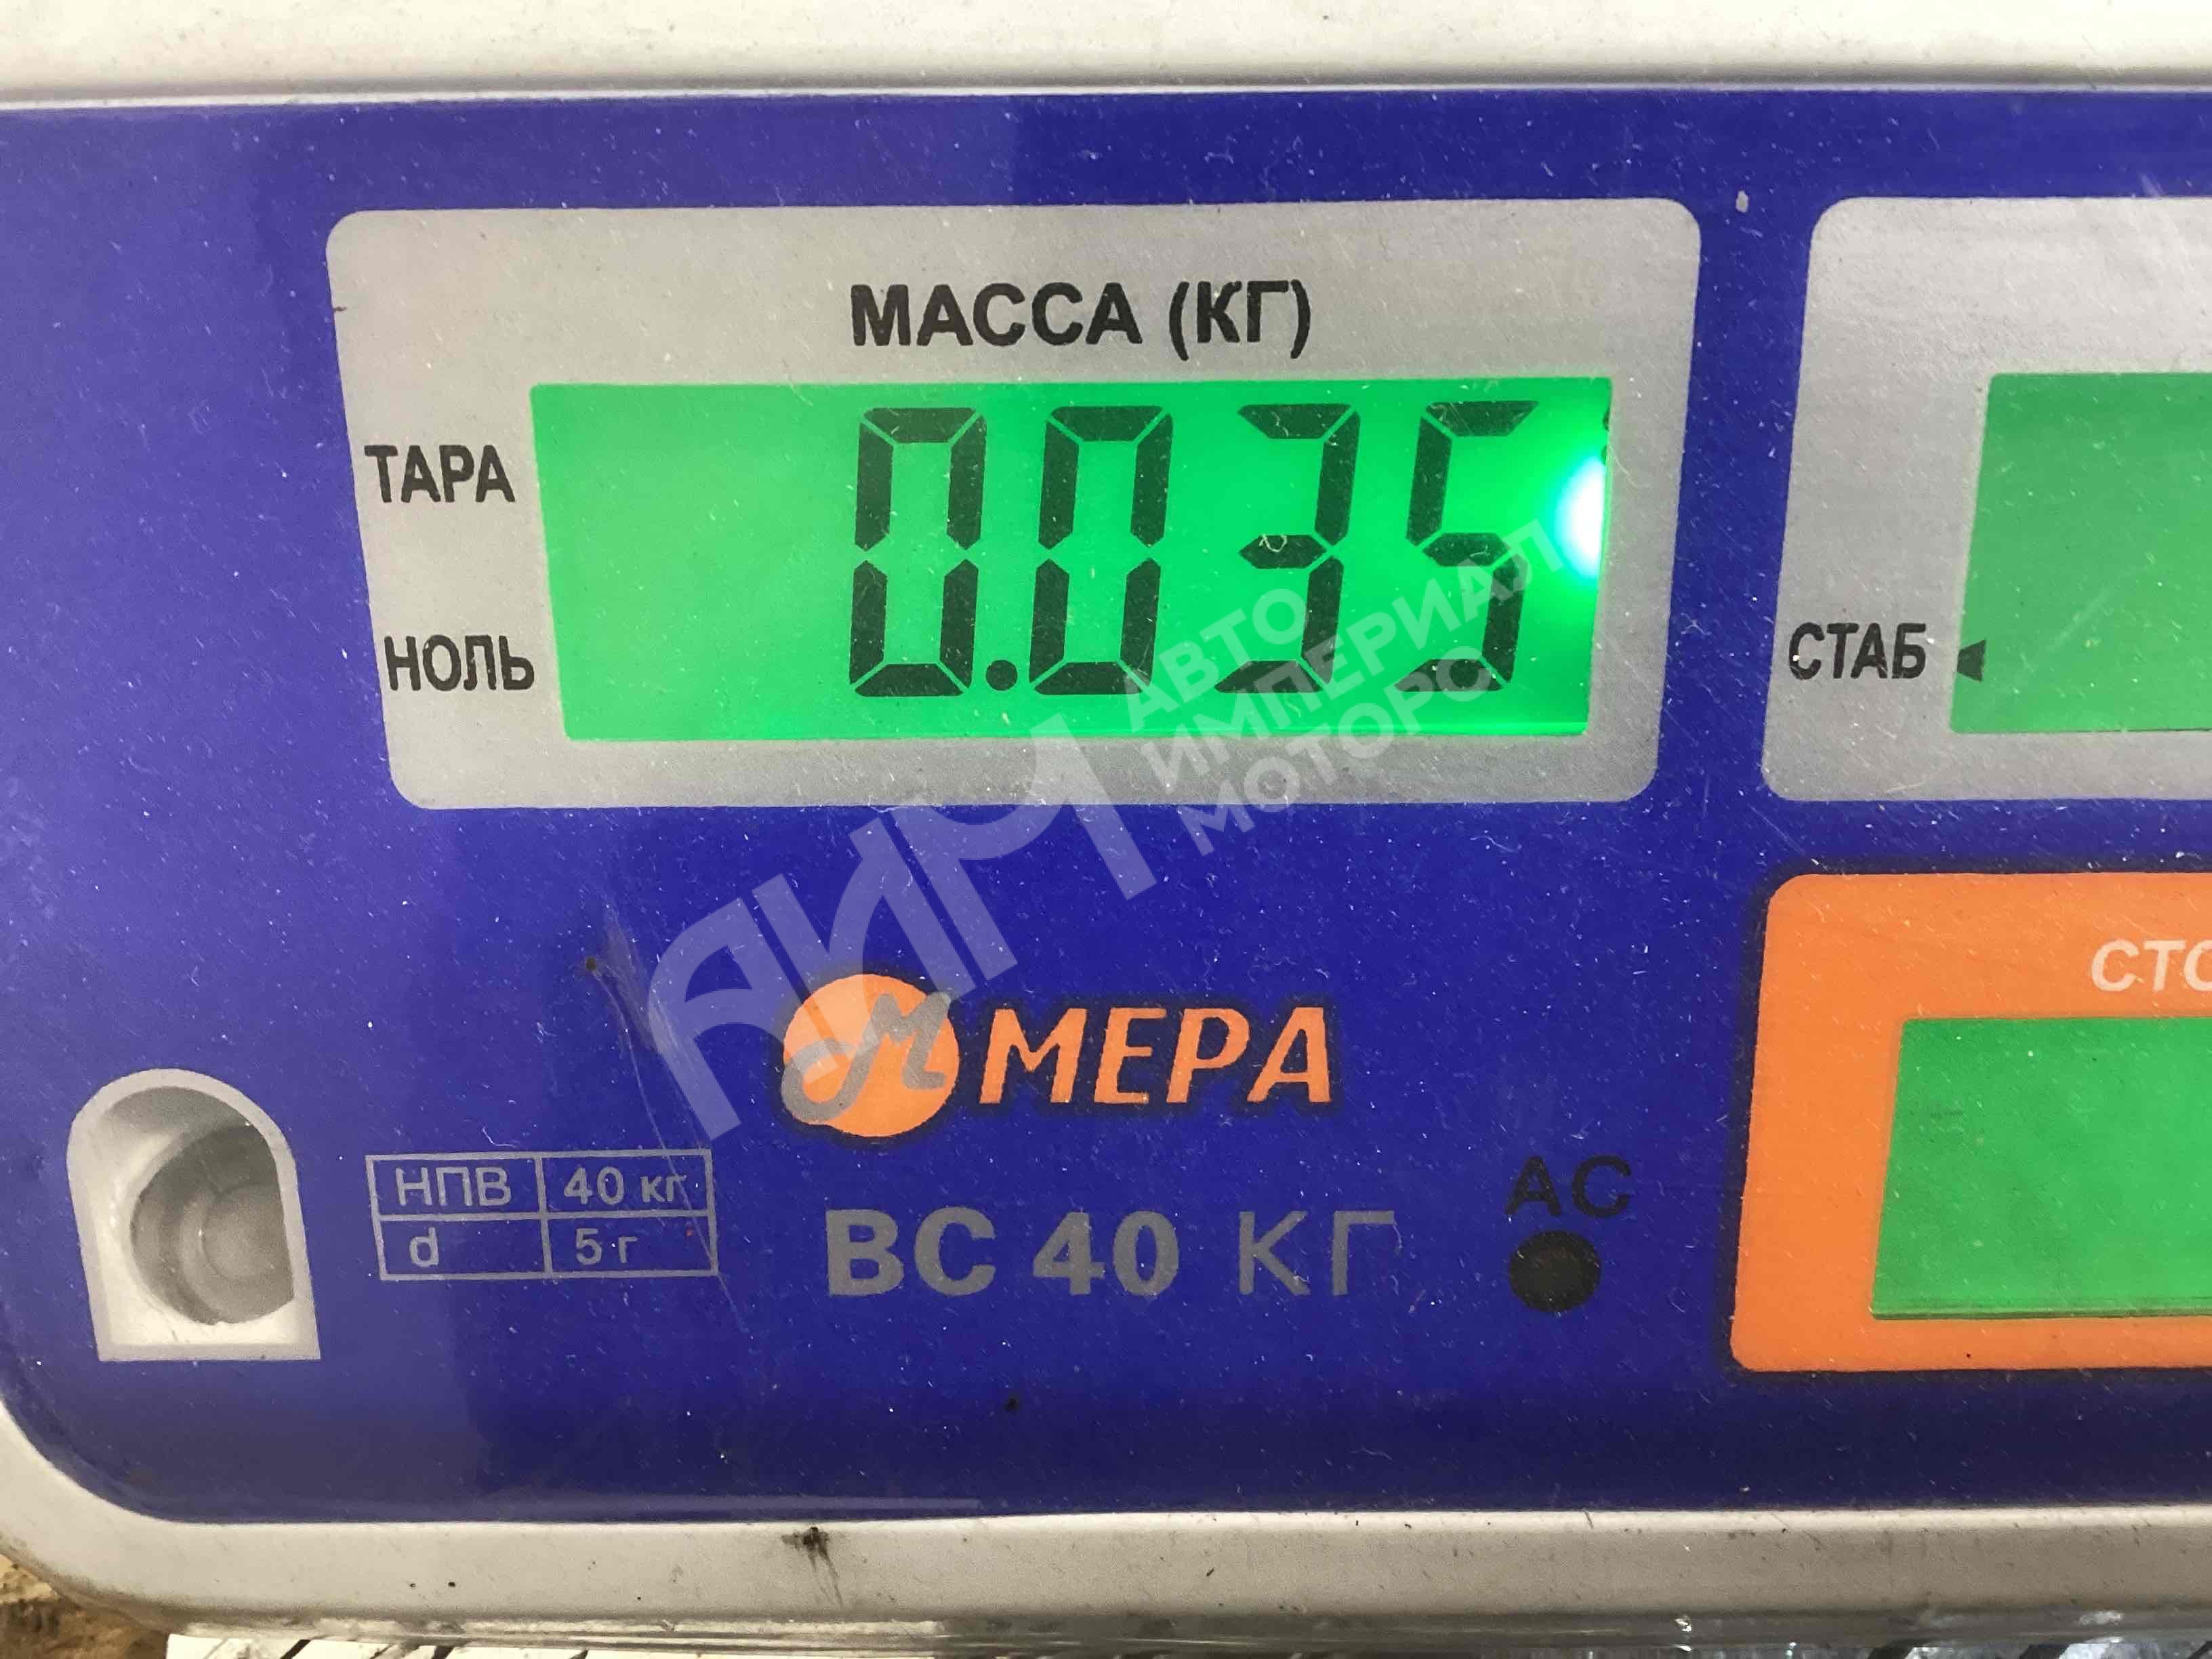 МАССА (КГ)
ТАРА
0.035
НОЛЬ
СТАБ
АВТО
ИМПЕРИАЛ
МОТОРС
АИМ
М МЕРА
НПВ 40 кг
d 5 г
ВС 40 КГ
АС